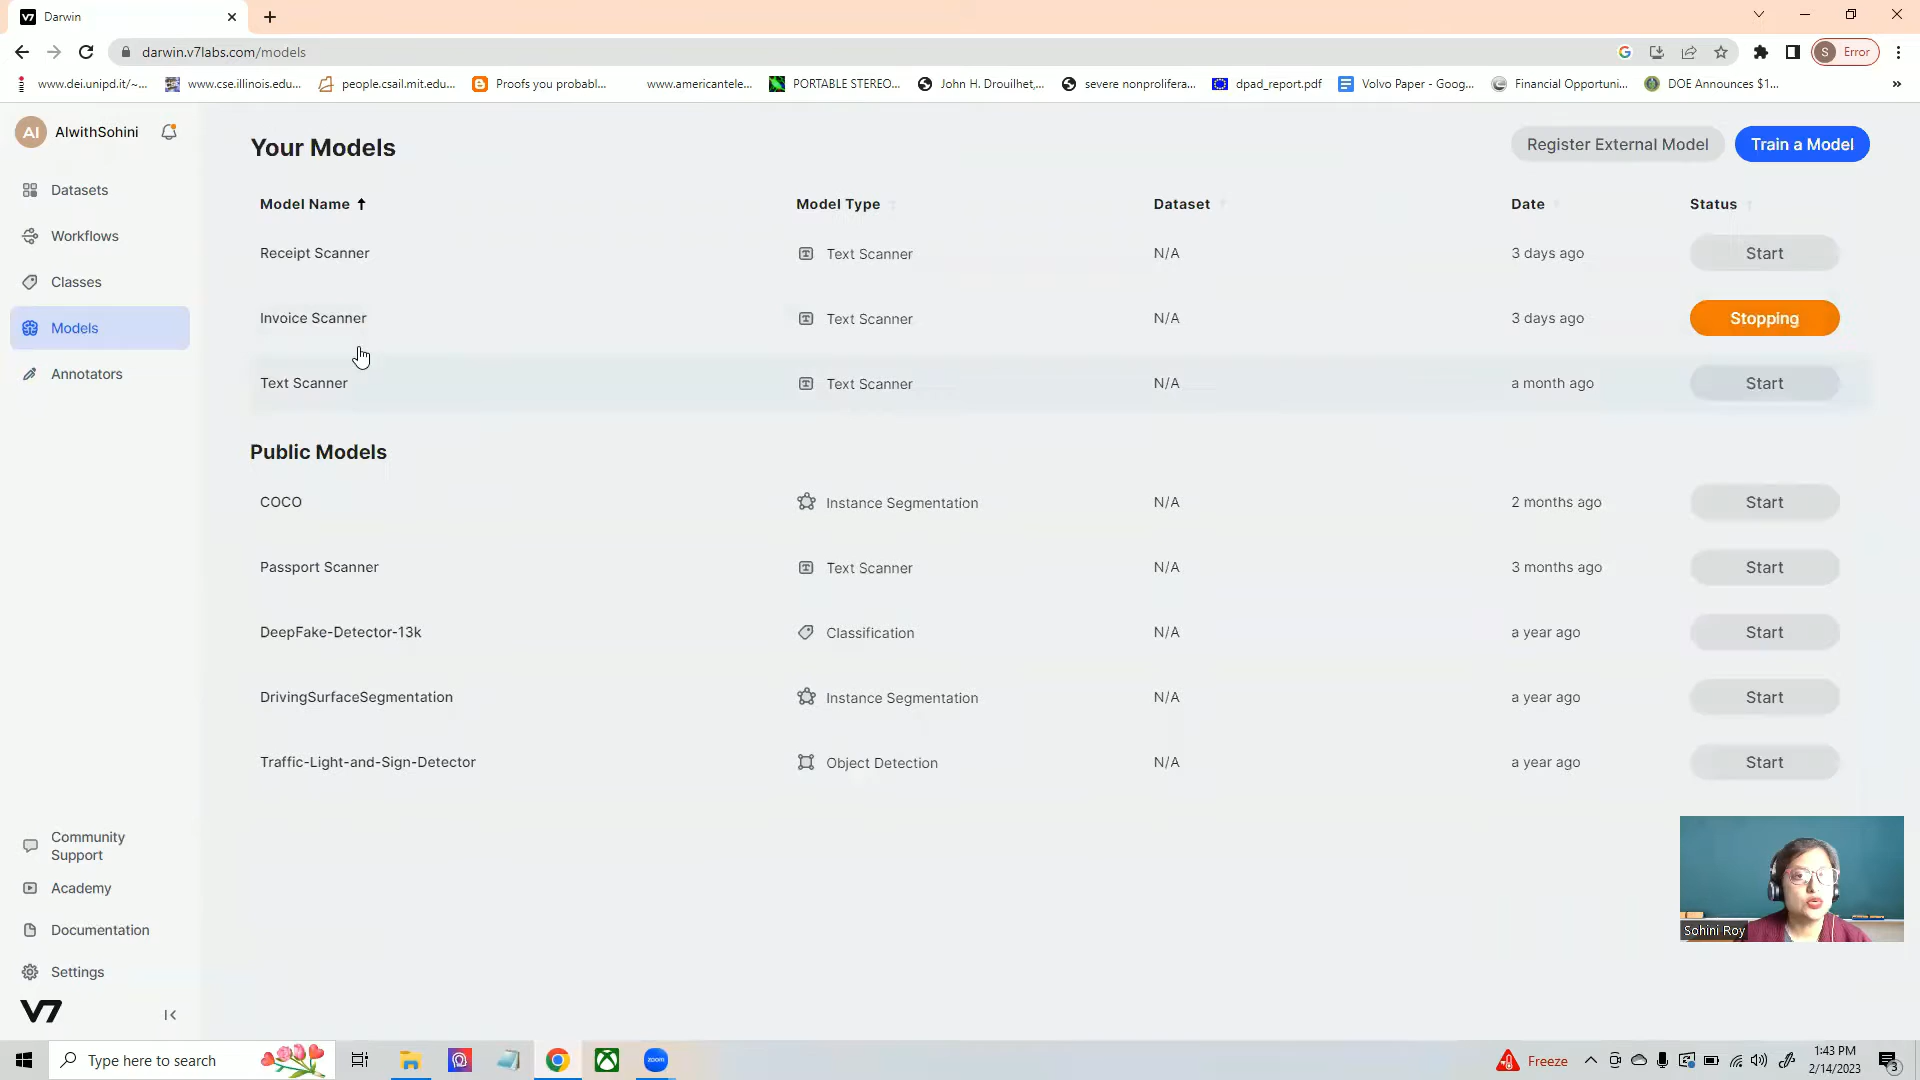 Darwin
darwin.v7labs.com/models
S Error
www.dei.unipd.it/~... www.cse.illinois.edu... people.csail.mit.edu... Proofs you probabl... www.americantele... PORTABLE STEREO... John H. Drouilhet,... severe nonprolifera... dpad_report.pdf Volvo Paper - Goog... Financial Opportuni... DOE Announces $1... »
AI AIwithSohini
Datasets
Workflows
Classes
Models
Annotators
Community
Support
Academy
Documentation
Settings
V7
Your Models
Register External Model Train a Model
Model Name Model Type Dataset Date Status
Receipt Scanner Text Scanner N/A 3 days ago Start
Invoice Scanner Text Scanner N/A 3 days ago Stopping
Text Scanner Text Scanner N/A a month ago Start
Public Models
COCO Instance Segmentation N/A 2 months ago Start
Passport Scanner Text Scanner N/A 3 months ago Start
DeepFake-Detector-13k Classification N/A a year ago Start
DrivingSurfaceSegmentation Instance Segmentation N/A a year ago Start
Traffic-Light-and-Sign-Detector Object Detection N/A a year ago Start
Sohini Roy
Type here to search
zoom
Freeze
1:43 PM
2/14/2023
3